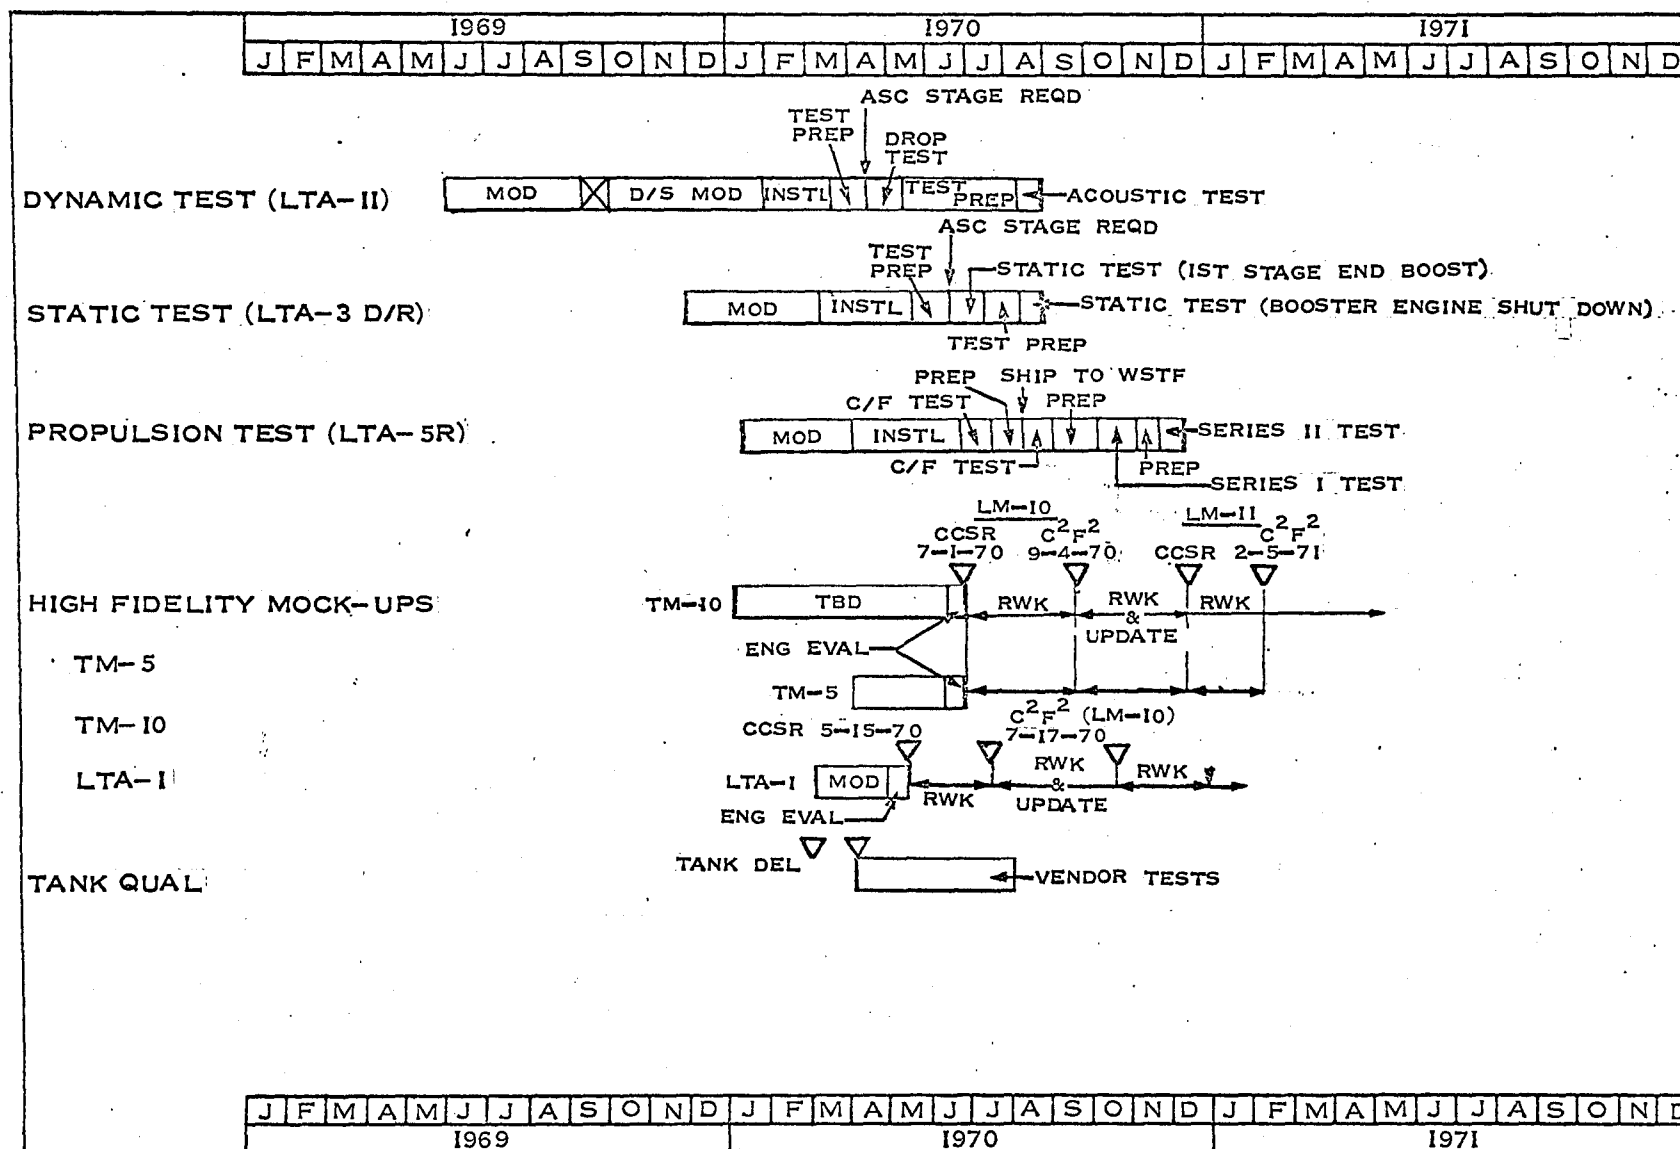 1969 1970 1971
J F M A M J J A S O N D J F M A M J J A S O N D J F M A M J J A S O N D
ASC STAGE REQD
TEST PREP
DROP TEST
DYNAMIC TEST (LTA-11)
MOD
D/S MOD
INSTL
TEST PREP
ACOUSTIC TEST
ASC STAGE REQD
TEST PREP
STATIC TEST (1ST STAGE END BOOST)
STATIC TEST (LTA-3 D/R)
MOD
INSTL
STATIC TEST (BOOSTER ENGINE SHUT DOWN)
TEST PREP
PREP
SHIP TO WSTF
C/F TEST
PREP
PROPULSION TEST (LTA-5R)
MOD
INSTL
SERIES II TEST
C/F TEST
PREP
SERIES I TEST
LM-10
LM-11
CCSR
7-1-70
C²F²
9-4-70
CCSR
C²F²
2-5-71
HIGH FIDELITY MOCK-UPS
TM-10
TBD
RWK
RWK
&
UPDATE
RWK
ENG EVAL
TM-5
TM-5
TM-10
CCSR 5-15-70
C²F² (LM-10)
7-17-70
LTA-1
LTA-1
MOD
RWK
RWK
&
UPDATE
RWK
ENG EVAL
TANK DEL
TANK QUAL
VENDOR TESTS
J F M A M J J A S O N D J F M A M J J A S O N D J F M A M J J A S O N D
1969 1970 1971